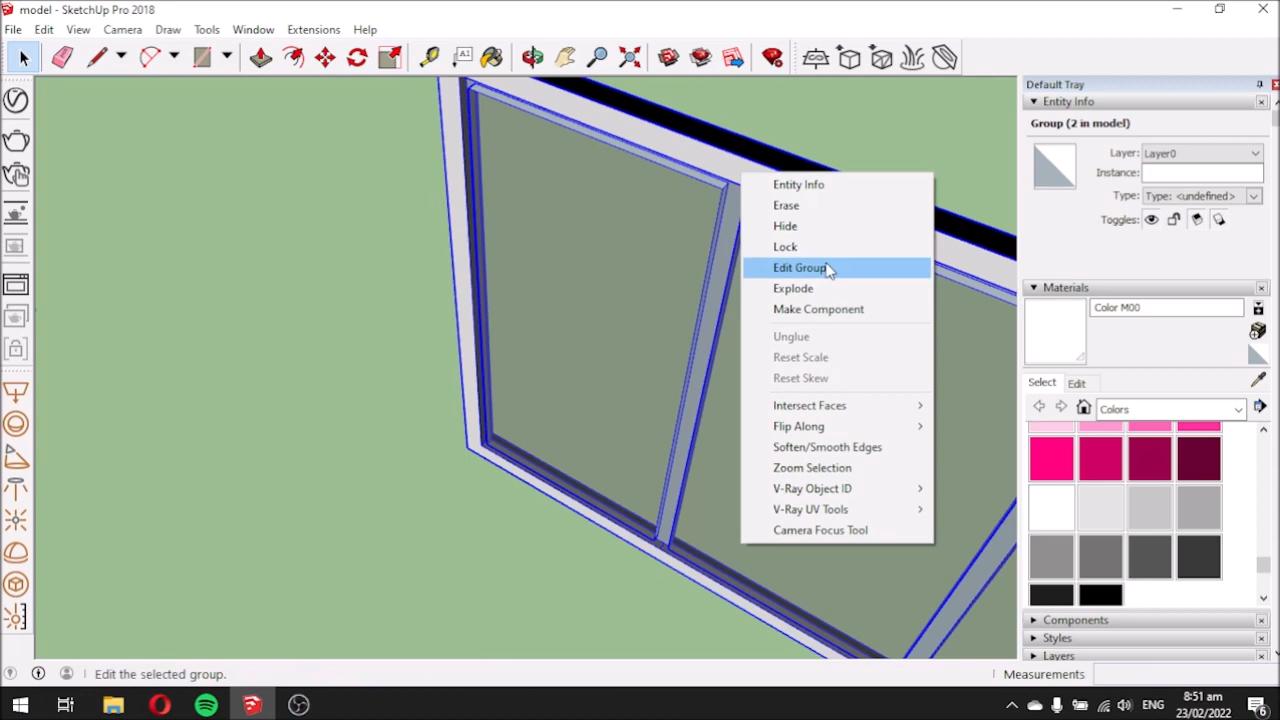 model - SketchUp Pro 2018
File Edit View Camera Draw Tools Window Extensions Help
Default Tray
Entity Info
Group (2 in model)
Layer: Layer0
Instance:
Type: Type: <undefined>
Toggles:
Materials
Color M00
Select Edit
Colors
Components
Styles
Layers
Entity Info
Erase
Hide
Lock
Edit Group
Explode
Make Component
Unglue
Reset Scale
Reset Skew
Intersect Faces
Flip Along
Soften/Smooth Edges
Zoom Selection
V-Ray Object ID
V-Ray UV Tools
Camera Focus Tool
Edit the selected group.
Measurements
ENG
8:51 am
23/02/2022
6